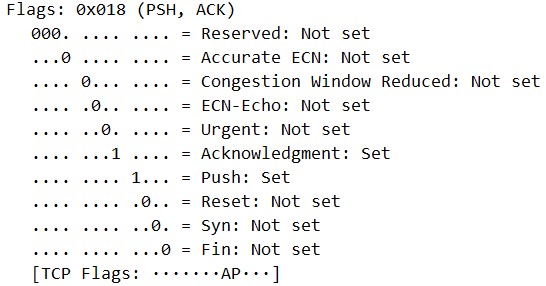 Flags: 0x018 (PSH, ACK)
000. .... .... = Reserved: Not set
...0 .... .... = Accurate ECN: Not set
.... 0... .... = Congestion Window Reduced: Not set
.... .0.. .... = ECN-Echo: Not set
.... ..0. .... = Urgent: Not set
.... ...1 .... = Acknowledgment: Set
.... .... 1... = Push: Set
.... .... .0.. = Reset: Not set
.... .... ..0. = Syn: Not set
.... .... ...0 = Fin: Not set
[TCP Flags: ·······AP···]